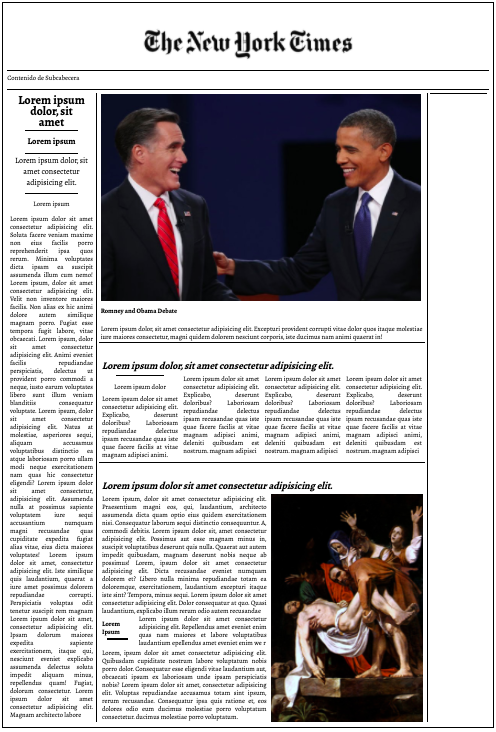 The New York Times
Contenido de Subcabecera
Lorem ipsum
dolor, sit
amet
Lorem ipsum
Lorem ipsum dolor, sit
amet consectetur
adipisicing elit.
Lorem ipsum
Lorem ipsum dolor sit amet
consectetur adipisicing elit.
Soluta facere veniam maxime
non eius facilis porro
reprehenderit ipsa quos
rerum. Minima voluptates
dicta ipsam ea suscipit
assumenda illum cum nemo!
Lorem ipsum dolor, sit amet
consectetur adipisicing elit.
Velit non inventore maiores
facilis. Non alias ex hic animi
dolore autem similique
magnam porro. Fugiat esse
tempora fugit labore, vitae
obcaecati. Lorem ipsum, dolor
sit amet consectetur
adipisicing elit. Animi eveniet
facilis repudiandae
perspiciatis, delectus ut
provident porro commodi a
neque, iusto earum voluptates
libero sunt illum veniam
blanditiis consequatur
voluptate. Lorem ipsum, dolor
sit amet consectetur
adipisicing elit. Natus at
molestiae, asperiores sequi,
aliquam accusamus
voluptatibus distinctio ea
atque laboriosam porro ullam
modi neque exercitationem
nam quas hic consectetur
eligendi? Lorem ipsum dolor
sit amet consectetur,
adipisicing elit. Assumenda
nulla at possimus sapiente
voluptatem iure sequi
accusantium numquam
magni recusandae quas
cupiditate expedita fugiat
alias vitae, eius dicta maiores
voluptates! Lorem ipsum
dolor sit amet, consectetur
adipisicing elit. Iste similique
quis laudantium, quaerat a
iure amet possimus dolorem
repudiandae corrupti.
Perspiciatis voluptas odit
tenetur suscipit rem magnam
Lorem ipsum dolor sit amet,
consectetur adipisicing elit.
Ipsam dolorum maiores
expedita sapiente
exercitationem, itaque qui,
nesciunt eveniet explicabo
assumenda delectus soluta
impedit aliquam minus,
repellendus quam! Fugiat,
dolorum consectetur. Lorem
ipsum dolor sit amet
consectetur adipisicing elit.
Magnam architecto labore
Romney and Obama Debate
Lorem ipsum dolor, sit amet consectetur adipisicing elit. Excepturi provident corrupti vitae dolor quos itaque molestiae
iure maiores consectetur, magni quidem dolorem nesciunt corporis, iste ducimus nam animi quaerat in!
Lorem ipsum dolor, sit amet consectetur adipisicing elit.
Lorem ipsum dolor
Lorem ipsum dolor sit amet
consectetur adipisicing elit.
Explicabo, deserunt
doloribus? Laboriosam
repudiandae delectus
ipsam recusandae quas iste
quae facere facilis at vitae
magnam adipisci animi.
Lorem ipsum dolor sit amet
consectetur adipisicing elit.
Explicabo, deserunt
doloribus? Laboriosam
repudiandae delectus
ipsam recusandae quas iste
quae facere facilis at vitae
magnam adipisci animi,
deleniti quibusdam est
nostrum. magnam adipisci
Lorem ipsum dolor sit amet
consectetur adipisicing elit.
Explicabo, deserunt
doloribus? Laboriosam
repudiandae delectus
ipsam recusandae quas iste
quae facere facilis at vitae
magnam adipisci animi,
deleniti quibusdam est
nostrum. magnam adipisci
Lorem ipsum dolor sit amet
consectetur adipisicing elit.
Explicabo, deserunt
doloribus? Laboriosam
repudiandae delectus
ipsam recusandae quas iste
quae facere facilis at vitae
magnam adipisci animi,
deleniti quibusdam est
nostrum. magnam adipisci
Lorem ipsum dolor, sit amet consectetur adipisicing elit.
Lorem ipsum, dolor sit amet consectetur adipisicing elit.
Praesentium magni eos, qui, laudantium, architecto
assumenda dicta quam optio eius quidem exercitationem
nisi. Consequatur laborum sequi distinctio consequuntur. A,
commodi debitis. Lorem ipsum, dolor sit amet consectetur
adipisicing elit. Possimus aut esse magnam minus in,
suscipit voluptatibus deserunt quis nulla. Quaerat aut autem
impedit quibusdam, magnam deserunt nobis neque ab
possimus! Lorem ipsum, dolor sit amet consectetur
adipisicing elit. Dicta recusandae eveniet numquam
dolorem et? Libero nulla minima repudiandae totam ea
doloremque, exercitationem, laudantium excepturi itaque
iste sint? Tempora, minus sequi. Lorem ipsum dolor sit amet
consectetur adipisicing elit. Dolor consequatur at quo. Quasi
laudantium, explicabo illum rerum odio autem recusandae
Lorem
Ipsum
Lorem ipsum dolor sit amet consectetur
adipisicing elit. Repellendus amet eveniet enim
quas nam maiores et labore voluptatibus
laudantium epellendus amet eveniet enim we r
Lorem ipsum, dolor sit amet consectetur adipisicing elit.
Quibusdam cupiditate nostrum labore voluptatum nobis
porro dolor. Consequatur esse eligendi vitae laudantium aut,
obcaecati ipsum ex laboriosam unde ipsam perspiciatis
nobis? Lorem ipsum dolor sit amet, consectetur adipisicing
elit. Voluptas repudiandae accusamus totam sint ipsum,
rerum recusandae. Consequatur ipsa quis ratione et, eos
dolores odio eum ducimus molestiae porro voluptatum
consectetur. ducimus molestiae porro voluptatum.